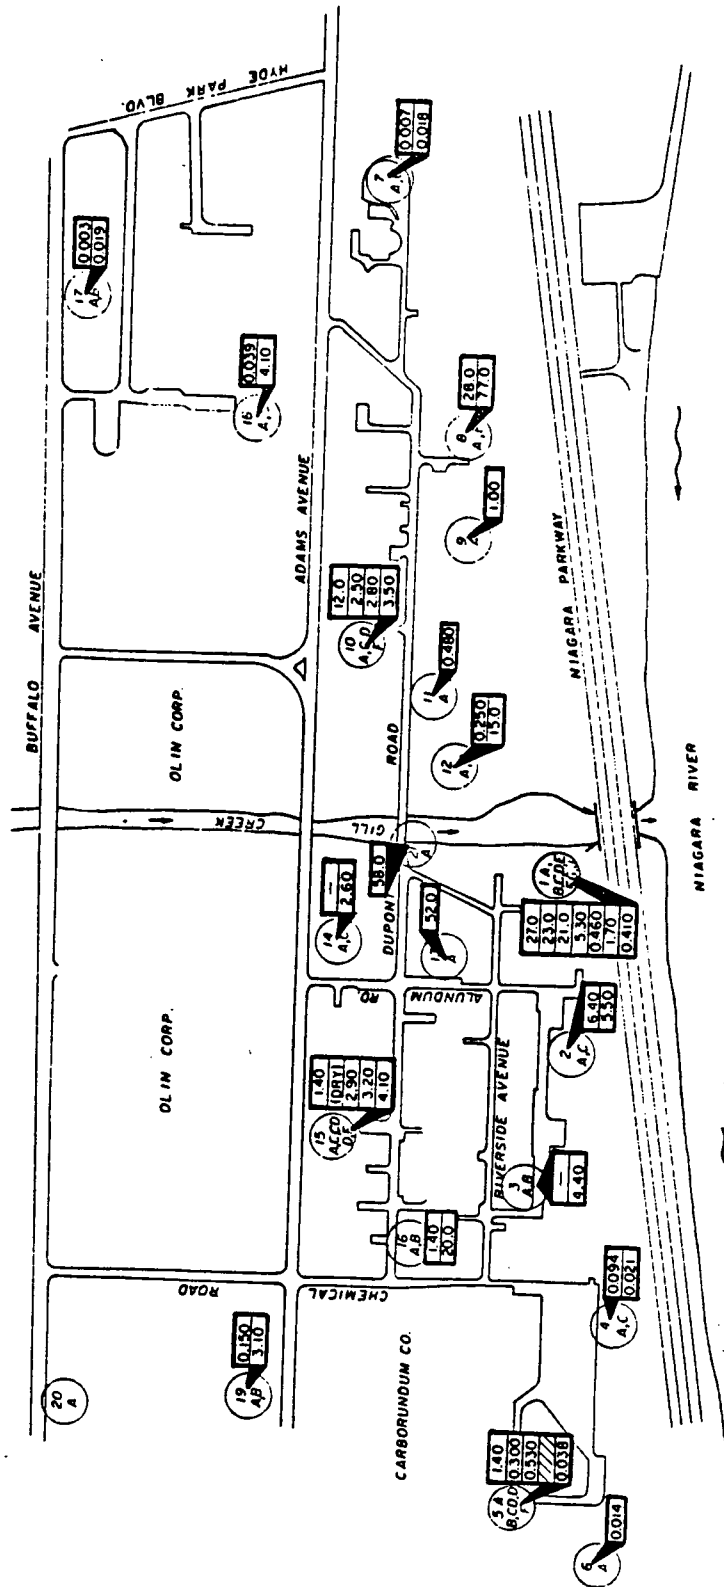 HYDE PARK BLVD.
BUFFALO AVENUE
17
A,B
0.003
0.019
16
A,
0.039
4.10
ADAMS AVENUE
7
A,
0.007
0.018
8
A,
28.0
77.0
9
A
1.00
10
A,C,D
F
12.0
2.50
2.80
3.50
11
A
0.480
12
A,
0.250
15.0
NIAGARA PARKWAY
OLIN CORP.
GILL CREEK
DUPONT ROAD
NIAGARA RIVER
A
58.0
14
A,C
—
2.60
A
52.0
1A,
B,C,D,E
27.0
23.0
21.0
5.30
0.460
1.70
0.410
OLIN CORP.
ALUNDUM RD.
2
A,C
6.40
5.50
15
A,C,CD
D,F
1.40
(DRY)
2.90
3.20
4.10
RIVERSIDE AVENUE
3
A,B
—
4.40
16
A,B
1.40
20.0
CHEMICAL ROAD
4
A,C
0.094
0.021
19
A,B
0.150
3.10
20
A
CARBORUNDUM CO.
5A
B,CD,D
F
1.40
0.300
0.530
0.038
6
A
0.014